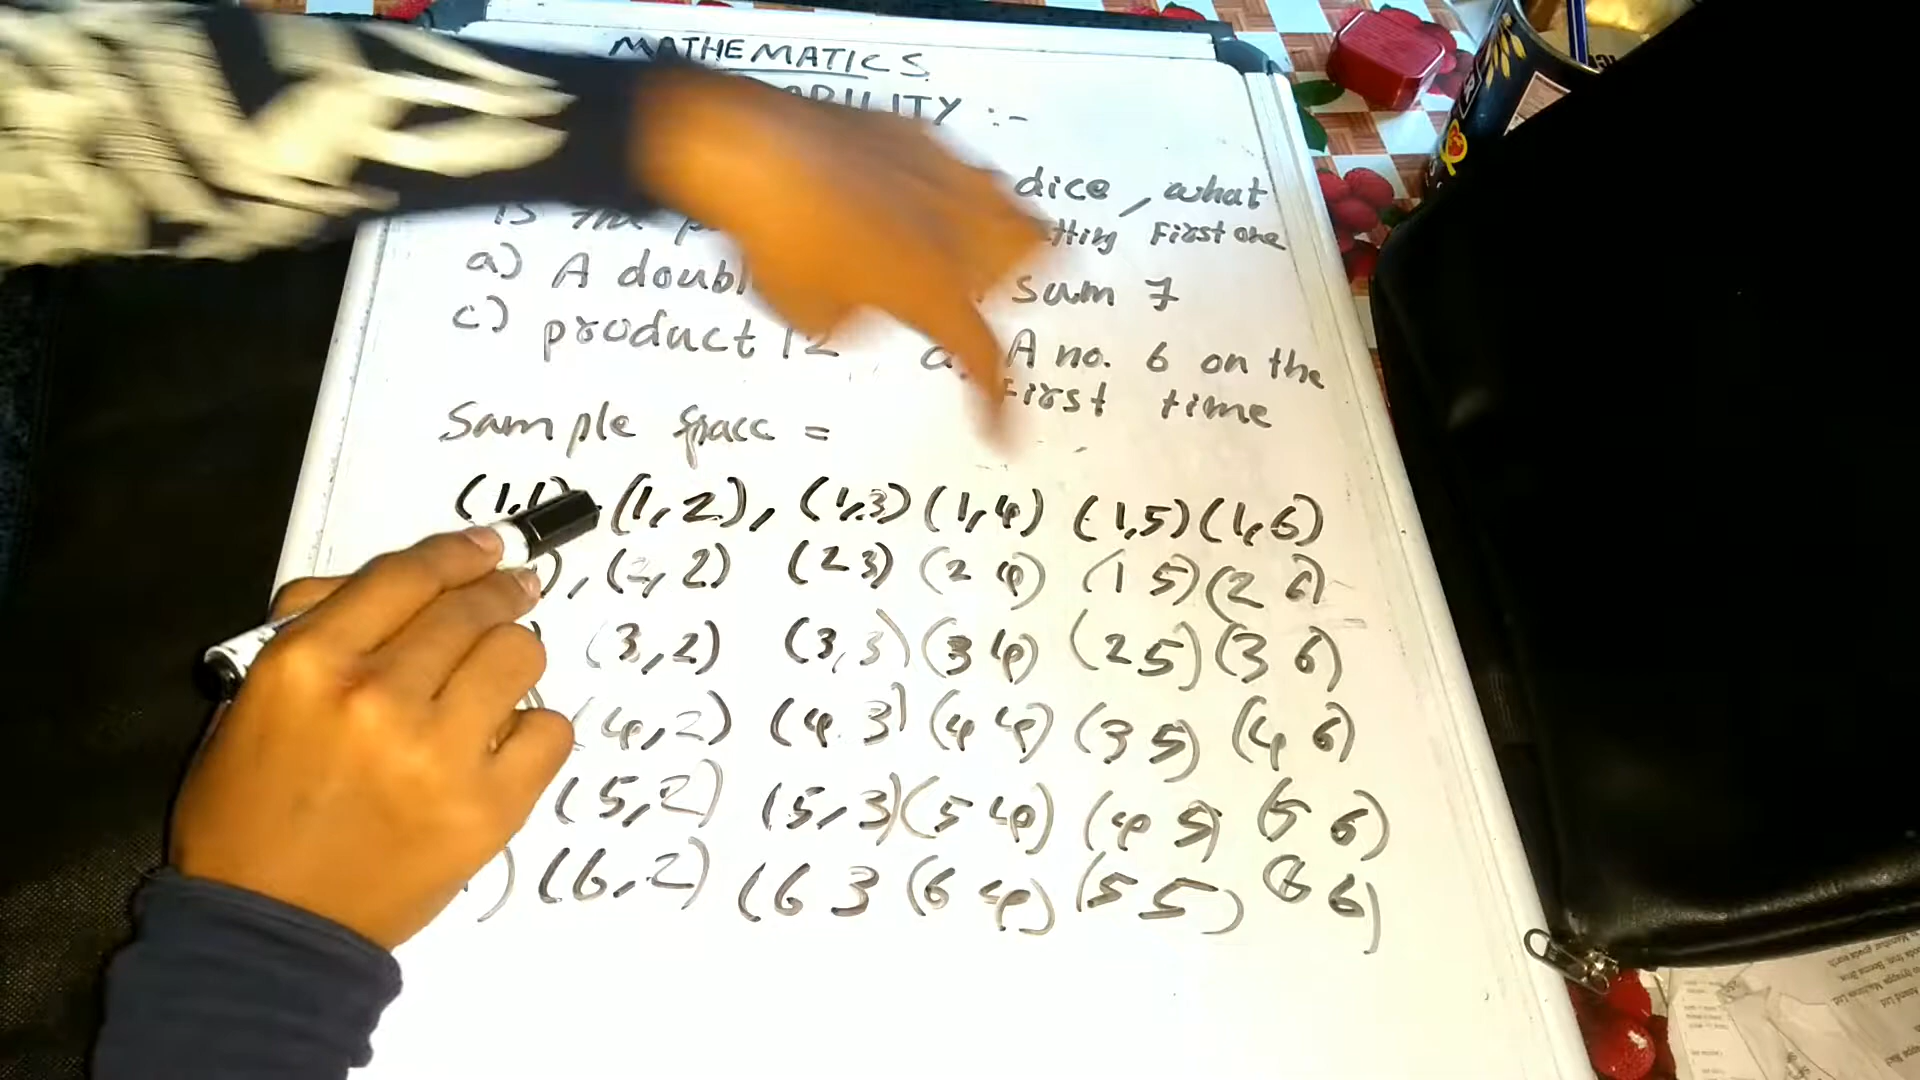 MATHEMATICS
dice, what
is the
First one
a) A
sum 7
c) product 12
A no. 6 on the
First time
Sample space =
(1,1), (1,2), (1,3) (1,4) (1,5) (1,6)
), (2,2) (2 3) (2 4) (1 5) (2 6)
(3,2) (3,3) (3 4) (2 5) (3 6)
(4,2) (4 3) (4 4) (3 5) (4 6)
(5,2) (5,3) (5 4) (4 5) (5 6)
) (6,2) (6 3 (6 4) (5 5) (6 6)